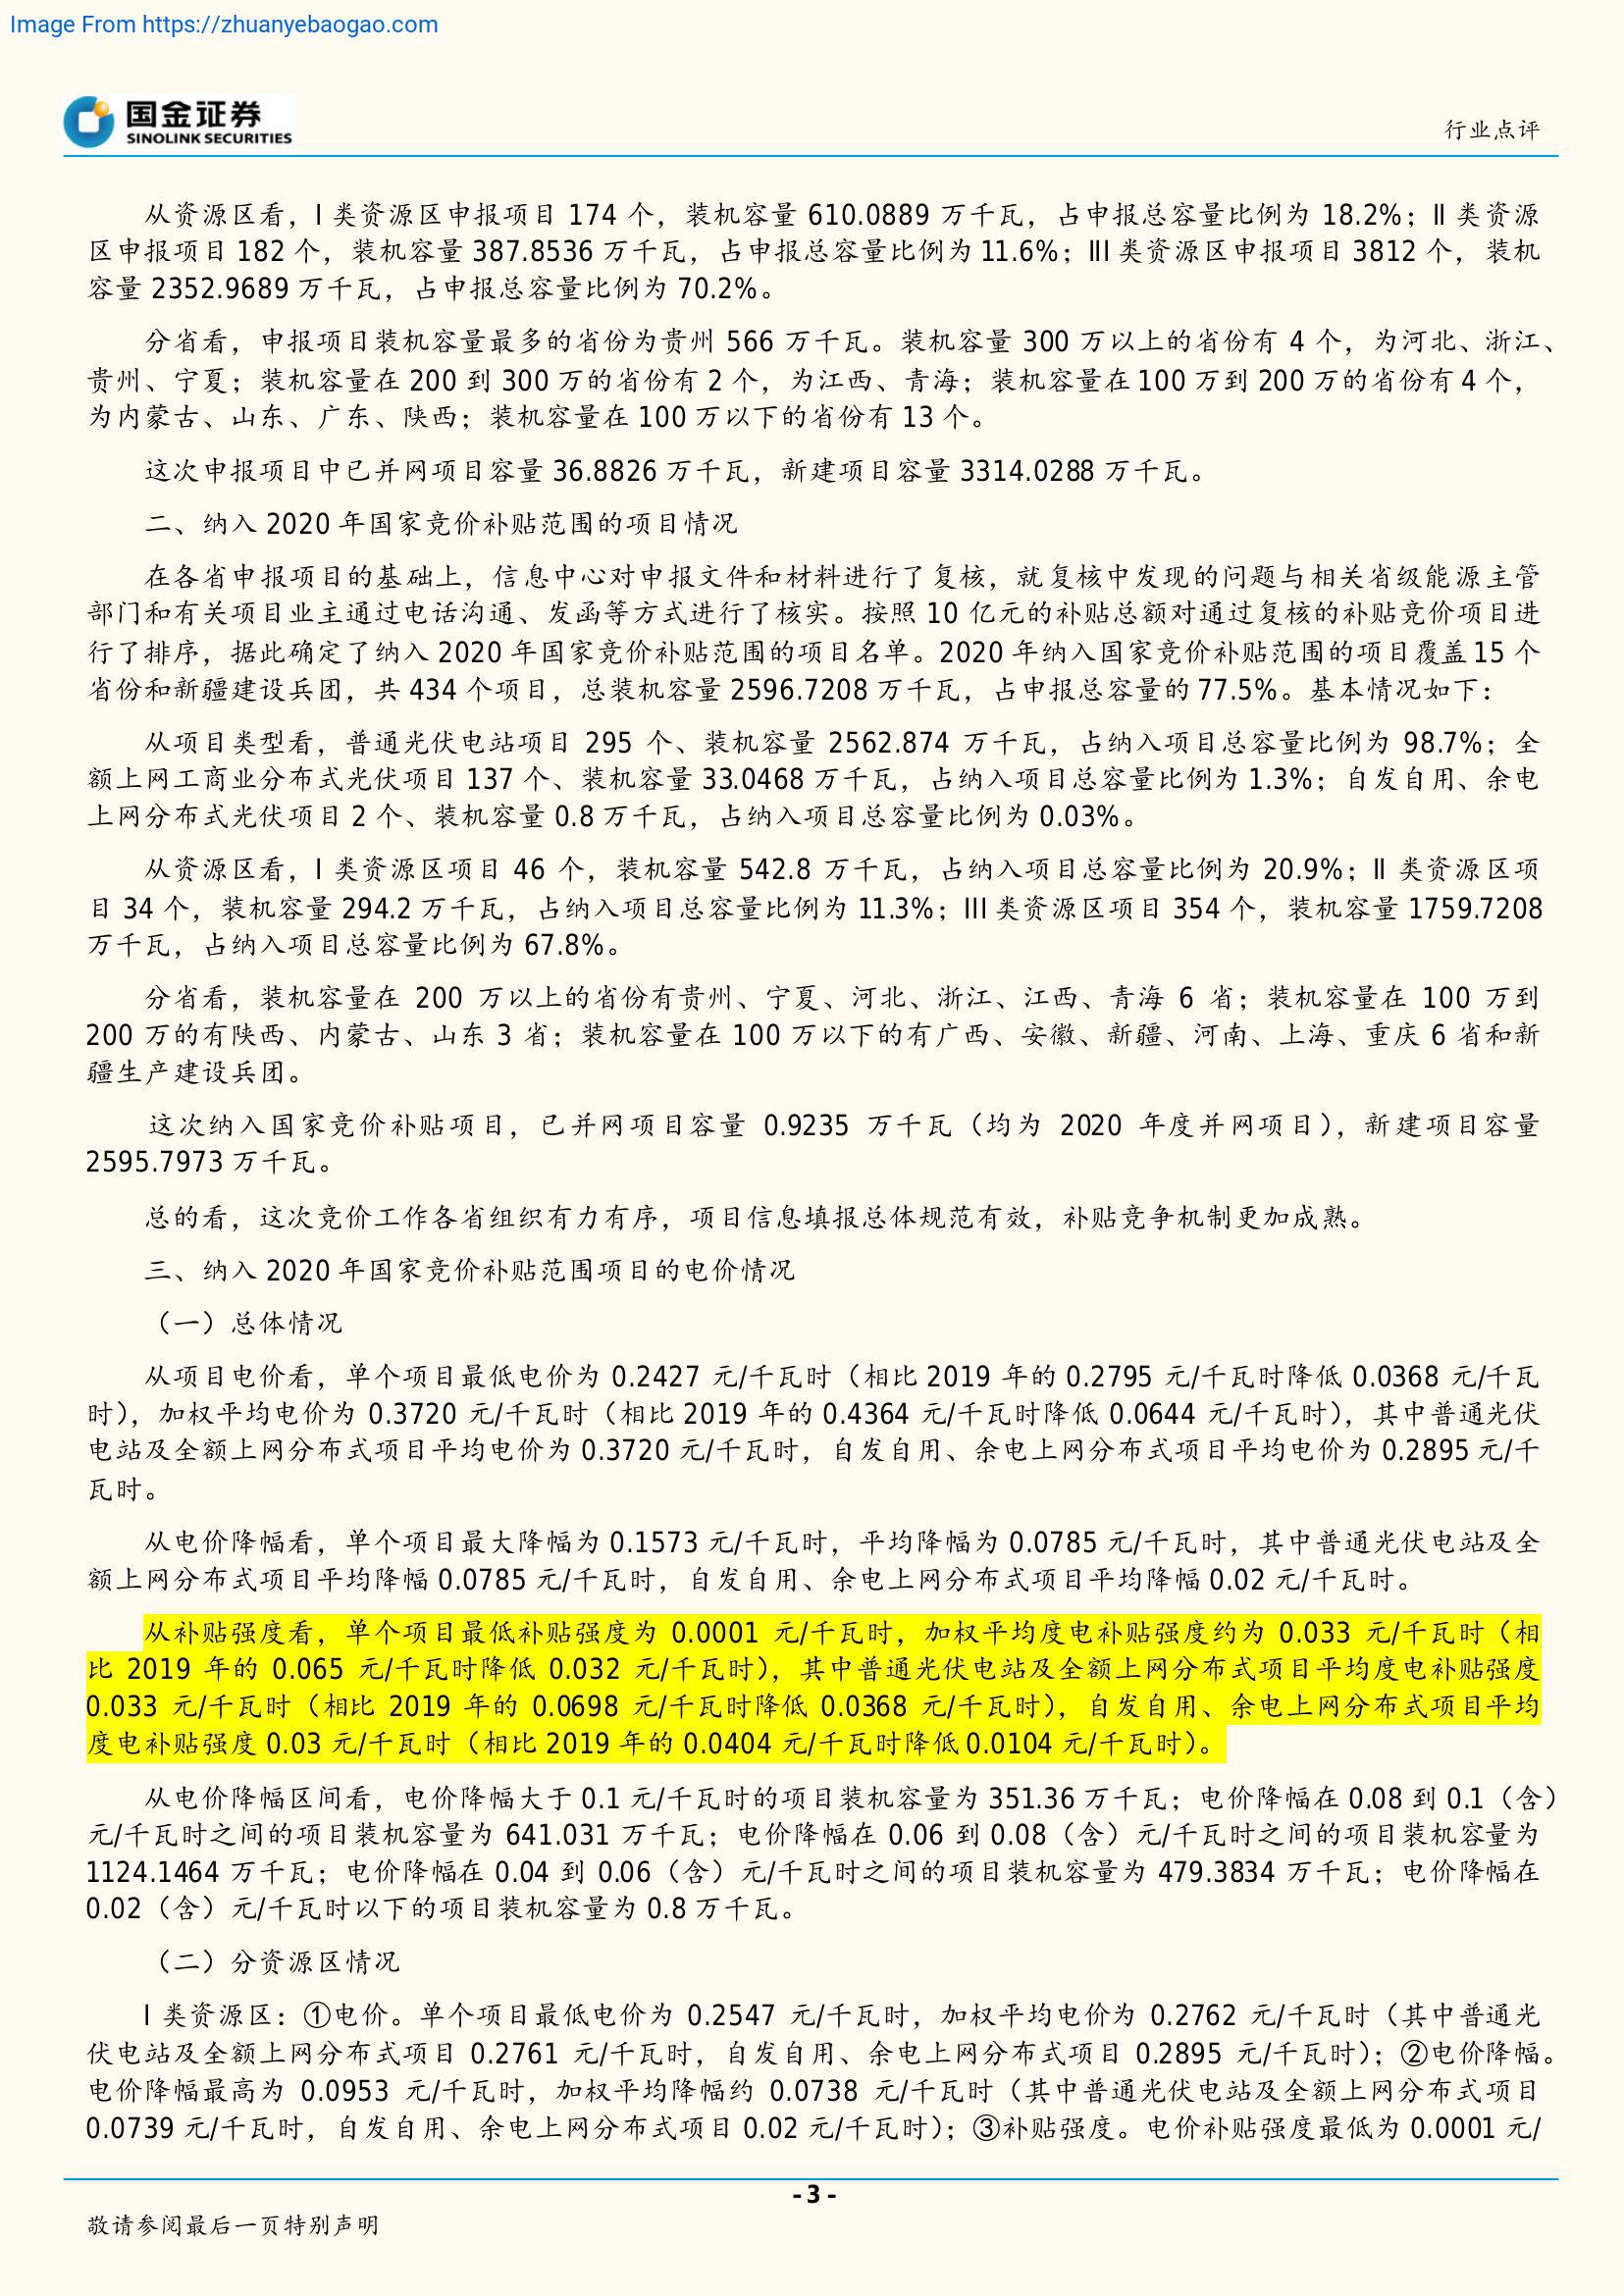 Image From https://zhuanyebaogao.com
国金证券
SINOLINK SECURITIES
行业点评
从资源区看，I 类资源区申报项目 174 个，装机容量 610.0889 万千瓦，占申报总容量比例为 18.2%；II 类资源
区申报项目 182 个，装机容量 387.8536 万千瓦，占申报总容量比例为 11.6%；III 类资源区申报项目 3812 个，装机
容量 2352.9689 万千瓦，占申报总容量比例为 70.2%。
分省看，申报项目装机容量最多的省份为贵州 566 万千瓦。装机容量 300 万以上的省份有 4 个，为河北、浙江、
贵州、宁夏；装机容量在 200 到 300 万的省份有 2 个，为江西、青海；装机容量在 100 万到 200 万的省份有 4 个，
为内蒙古、山东、广东、陕西；装机容量在 100 万以下的省份有 13 个。
这次申报项目中已并网项目容量 36.8826 万千瓦，新建项目容量 3314.0288 万千瓦。
二、纳入 2020 年国家竞价补贴范围的项目情况
在各省申报项目的基础上，信息中心对申报文件和材料进行了复核，就复核中发现的问题与相关省级能源主管
部门和有关项目业主通过电话沟通、发函等方式进行了核实。按照 10 亿元的补贴总额对通过复核的补贴竞价项目进
行了排序，据此确定了纳入 2020 年国家竞价补贴范围的项目名单。2020 年纳入国家竞价补贴范围的项目覆盖 15 个
省份和新疆建设兵团，共 434 个项目，总装机容量 2596.7208 万千瓦，占申报总容量的 77.5%。基本情况如下：
从项目类型看，普通光伏电站项目 295 个、装机容量 2562.874 万千瓦，占纳入项目总容量比例为 98.7%；全
额上网工商业分布式光伏项目 137 个、装机容量 33.0468 万千瓦，占纳入项目总容量比例为 1.3%；自发自用、余电
上网分布式光伏项目 2 个、装机容量 0.8 万千瓦，占纳入项目总容量比例为 0.03%。
从资源区看，I 类资源区项目 46 个，装机容量 542.8 万千瓦，占纳入项目总容量比例为 20.9%；II 类资源区项
目 34 个，装机容量 294.2 万千瓦，占纳入项目总容量比例为 11.3%；III 类资源区项目 354 个，装机容量 1759.7208
万千瓦，占纳入项目总容量比例为 67.8%。
分省看，装机容量在 200 万以上的省份有贵州、宁夏、河北、浙江、江西、青海 6 省；装机容量在 100 万到
200 万的有陕西、内蒙古、山东 3 省；装机容量在 100 万以下的有广西、安徽、新疆、河南、上海、重庆 6 省和新
疆生产建设兵团。
这次纳入国家竞价补贴项目，已并网项目容量 0.9235 万千瓦（均为 2020 年度并网项目），新建项目容量
2595.7973 万千瓦。
总的看，这次竞价工作各省组织有力有序，项目信息填报总体规范有效，补贴竞争机制更加成熟。
三、纳入 2020 年国家竞价补贴范围项目的电价情况
（一）总体情况
从项目电价看，单个项目最低电价为 0.2427 元/千瓦时（相比 2019 年的 0.2795 元/千瓦时降低 0.0368 元/千瓦
时），加权平均电价为 0.3720 元/千瓦时（相比 2019 年的 0.4364 元/千瓦时降低 0.0644 元/千瓦时），其中普通光伏
电站及全额上网分布式项目平均电价为 0.3720 元/千瓦时，自发自用、余电上网分布式项目平均电价为 0.2895 元/千
瓦时。
从电价降幅看，单个项目最大降幅为 0.1573 元/千瓦时，平均降幅为 0.0785 元/千瓦时，其中普通光伏电站及全
额上网分布式项目平均降幅 0.0785 元/千瓦时，自发自用、余电上网分布式项目平均降幅 0.02 元/千瓦时。
从补贴强度看，单个项目最低补贴强度为 0.0001 元/千瓦时，加权平均度电补贴强度约为 0.033 元/千瓦时（相
比 2019 年的 0.065 元/千瓦时降低 0.032 元/千瓦时），其中普通光伏电站及全额上网分布式项目平均度电补贴强度
0.033 元/千瓦时（相比 2019 年的 0.0698 元/千瓦时降低 0.0368 元/千瓦时），自发自用、余电上网分布式项目平均
度电补贴强度 0.03 元/千瓦时（相比 2019 年的 0.0404 元/千瓦时降低 0.0104 元/千瓦时）。
从电价降幅区间看，电价降幅大于 0.1 元/千瓦时的项目装机容量为 351.36 万千瓦；电价降幅在 0.08 到 0.1（含）
元/千瓦时之间的项目装机容量为 641.031 万千瓦；电价降幅在 0.06 到 0.08（含）元/千瓦时之间的项目装机容量为
1124.1464 万千瓦；电价降幅在 0.04 到 0.06（含）元/千瓦时之间的项目装机容量为 479.3834 万千瓦；电价降幅在
0.02（含）元/千瓦时以下的项目装机容量为 0.8 万千瓦。
（二）分资源区情况
I 类资源区：①电价。单个项目最低电价为 0.2547 元/千瓦时，加权平均电价为 0.2762 元/千瓦时（其中普通光
伏电站及全额上网分布式项目 0.2761 元/千瓦时，自发自用、余电上网分布式项目 0.2895 元/千瓦时）；②电价降幅。
电价降幅最高为 0.0953 元/千瓦时，加权平均降幅约 0.0738 元/千瓦时（其中普通光伏电站及全额上网分布式项目
0.0739 元/千瓦时，自发自用、余电上网分布式项目 0.02 元/千瓦时）；③补贴强度。电价补贴强度最低为 0.0001 元/
- 3 -
敬请参阅最后一页特别声明